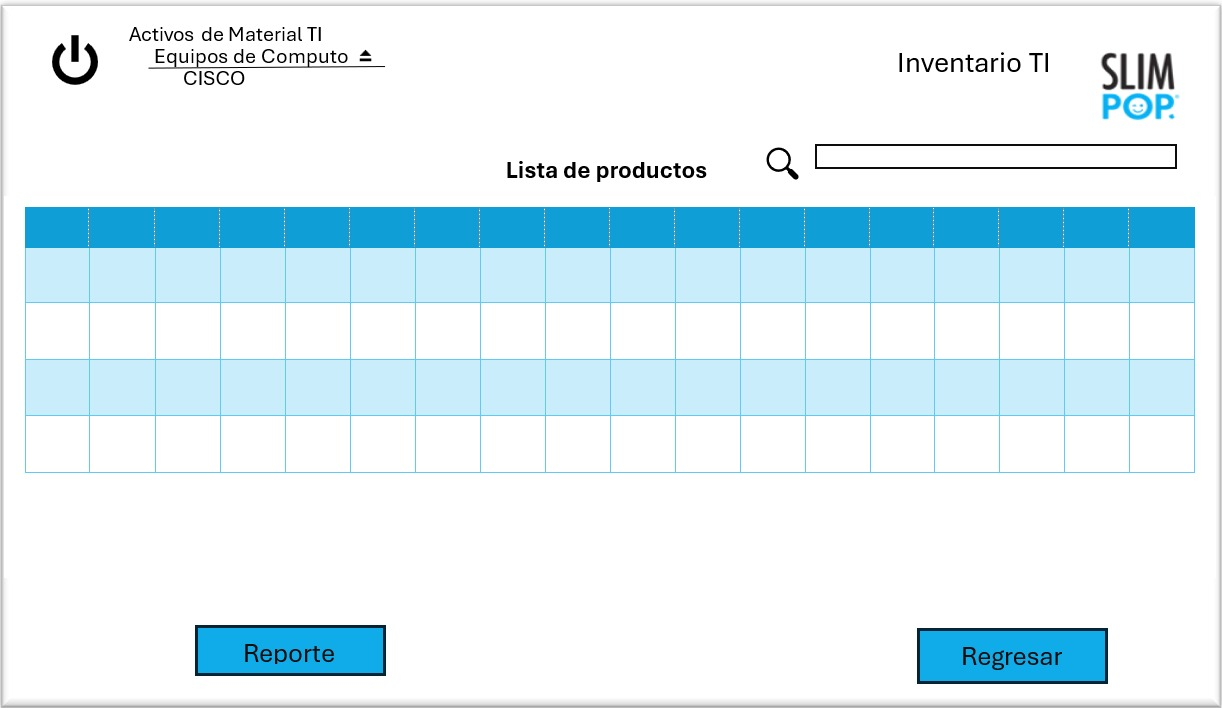 Activos de Material TI
Equipos de Computo
CISCO
Inventario TI
SLIM
POP.
Lista de productos
Reporte
Regresar